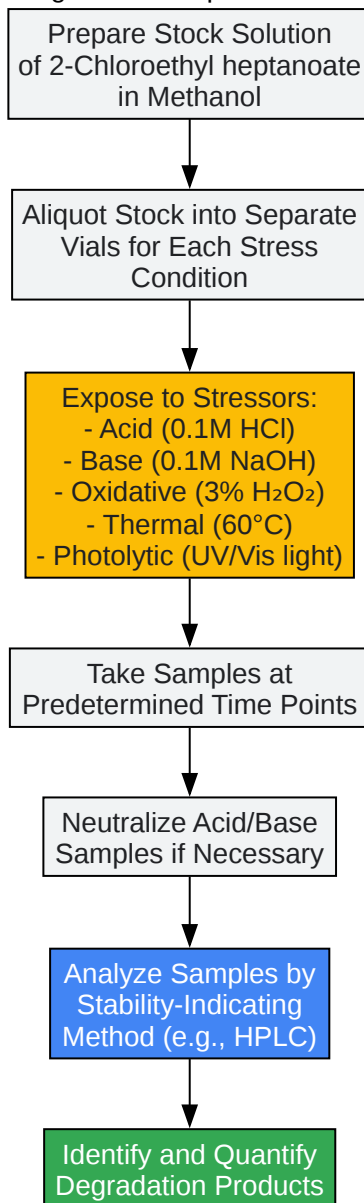 Prepare Stock Solution
of 2-Chloroethyl heptanoate
in Methanol
Aliquot Stock into Separate
Vials for Each Stress
Condition
Expose to Stressors:
- Acid (0.1M HCl)
- Base (0.1M NaOH)
- Oxidative (3% H₂O₂)
- Thermal (60°C)
- Photolytic (UV/Vis light)
Take Samples at
Predetermined Time Points
Neutralize Acid/Base
Samples if Necessary
Analyze Samples by
Stability-Indicating
Method (e.g., HPLC)
Identify and Quantify
Degradation Products